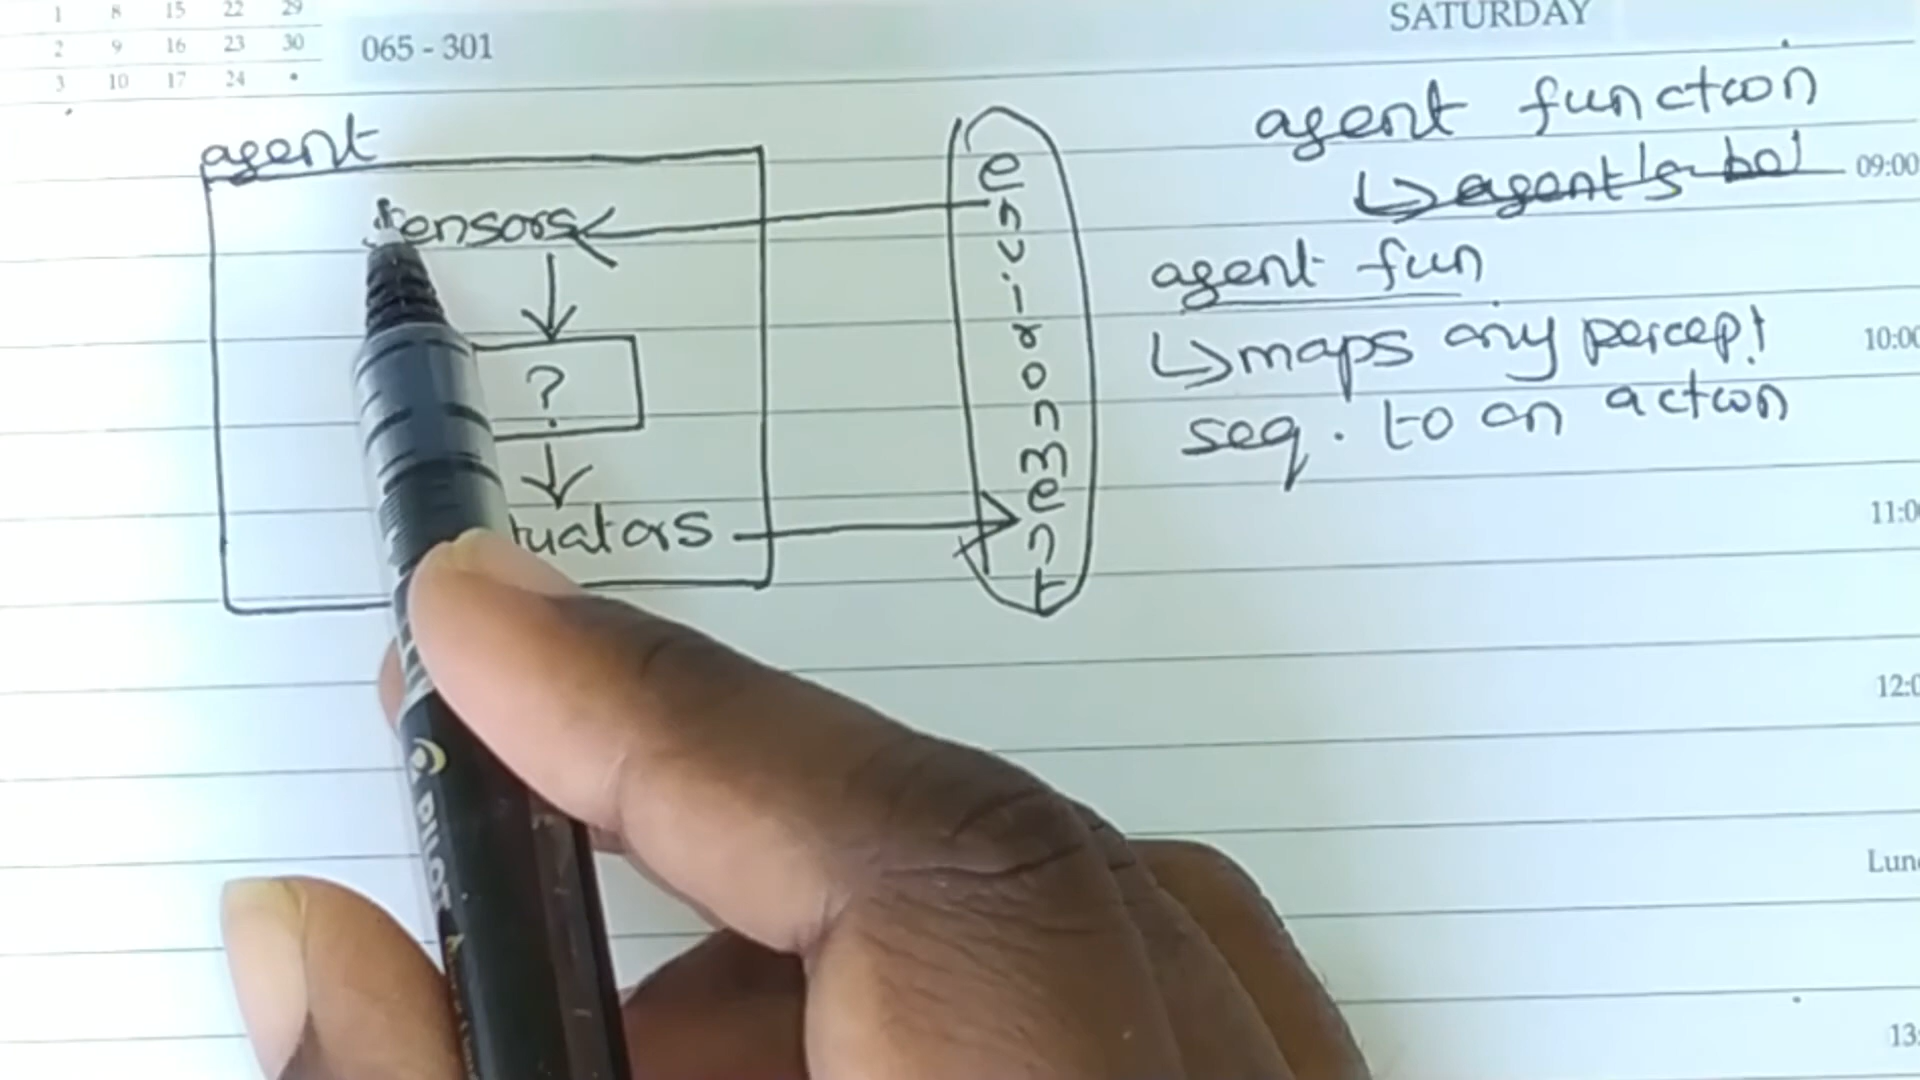 1 8 15 22 29
2 9 16 23 30
3 10 17 24
065 - 301
SATURDAY
agent
sensors
?
tuators
environment
agent function
↳ agent's
09:00
agent fun
↳ maps any percept
10:00
seq. to an action
11:0
12:0
Lun
13:
PILOT